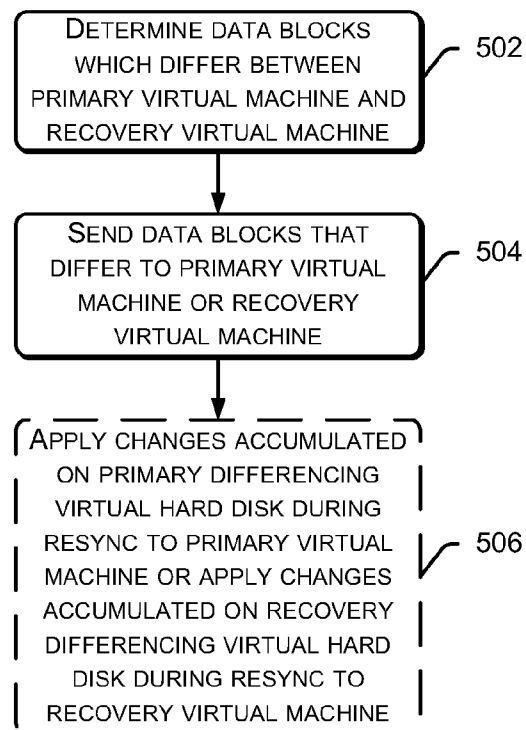 DETERMINE DATA BLOCKS
WHICH DIFFER BETWEEN
PRIMARY VIRTUAL MACHINE AND
RECOVERY VIRTUAL MACHINE
502
SEND DATA BLOCKS THAT
DIFFER TO PRIMARY VIRTUAL
MACHINE OR RECOVERY
VIRTUAL MACHINE
504
APPLY CHANGES ACCUMULATED
ON PRIMARY DIFFERENCING
VIRTUAL HARD DISK DURING
RESYNC TO PRIMARY VIRTUAL
MACHINE OR APPLY CHANGES
ACCUMULATED ON RECOVERY
DIFFERENCING VIRTUAL HARD
DISK DURING RESYNC TO
RECOVERY VIRTUAL MACHINE
506